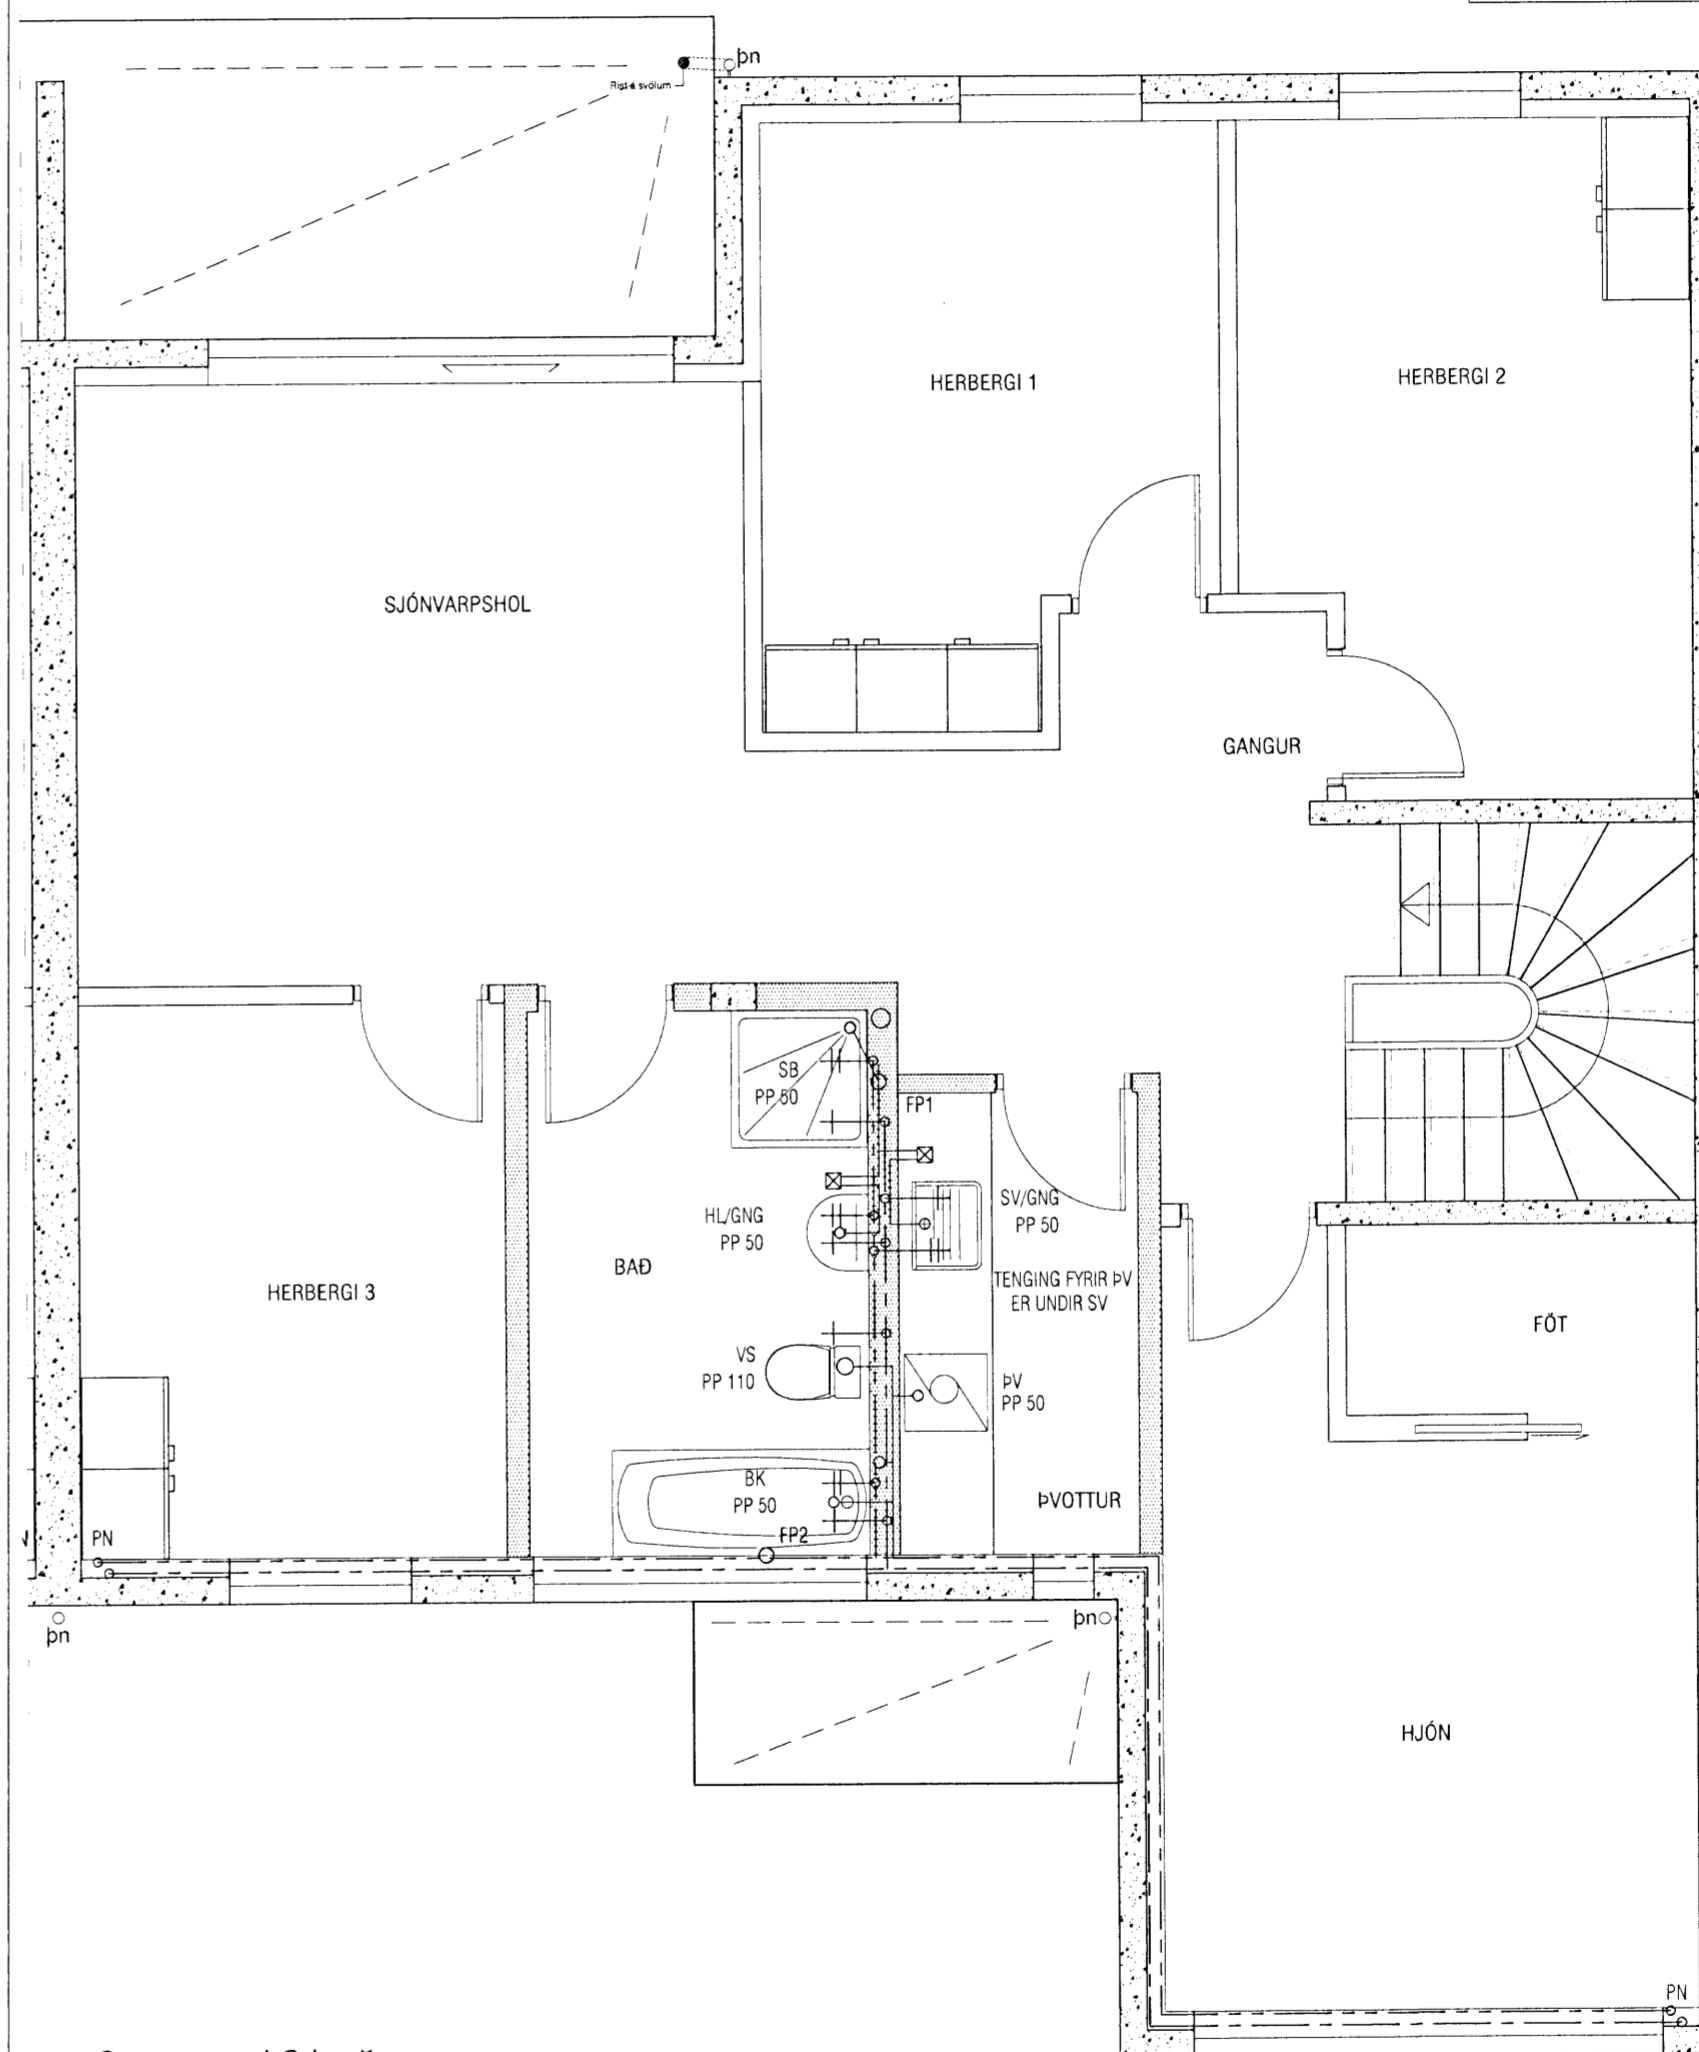 þn
Rist á svölum
HERBERGI 1
HERBERGI 2
SJÓNVARPSHOL
GANGUR
SB
PP 50
FP1
HL/GNG
PP 50
SV/GNG
PP 50
BAÐ
TENGING FYRIR ÞV
ER UNDIR SV
HERBERGI 3
FÖT
VS
PP 110
ÞV
PP 50
BK
PP 50
ÞVOTTUR
FP2
PN
þn
þn
HJÓN
PN